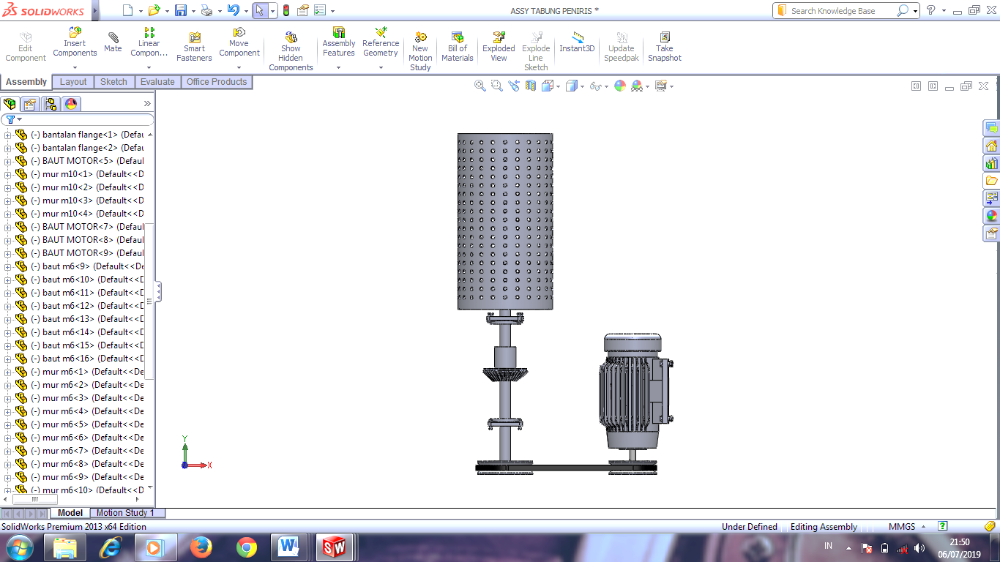 SOLIDWORKS
ASSY TABUNG PENIRIS *
Search Knowledge Base
Edit Component
Insert Components
Mate
Linear Compon...
Smart Fasteners
Move Component
Show Hidden Components
Assembly Features
Reference Geometry
New Motion Study
Bill of Materials
Exploded View
Explode Line Sketch
Instant3D
Update Speedpak
Take Snapshot
Assembly Layout Sketch Evaluate Office Products
(-) bantalan flange<1> (Defau
(-) bantalan flange<2> (Defau
(-) BAUT MOTOR<5> (Defaul
(-) mur m10<1> (Default<<D
(-) mur m10<2> (Default<<D
(-) mur m10<3> (Default<<D
(-) mur m10<4> (Default<<D
(-) BAUT MOTOR<7> (Defaul
(-) BAUT MOTOR<8> (Defaul
(-) BAUT MOTOR<9> (Defaul
(-) baut m6<9> (Default<<De
(-) baut m6<10> (Default<<D
(-) baut m6<11> (Default<<D
(-) baut m6<12> (Default<<D
(-) baut m6<13> (Default<<D
(-) baut m6<14> (Default<<D
(-) baut m6<15> (Default<<D
(-) baut m6<16> (Default<<D
(-) mur m6<1> (Default<<De
(-) mur m6<2> (Default<<De
(-) mur m6<3> (Default<<De
(-) mur m6<4> (Default<<De
(-) mur m6<5> (Default<<De
(-) mur m6<6> (Default<<De
(-) mur m6<7> (Default<<De
(-) mur m6<8> (Default<<De
(-) mur m6<9> (Default<<De
(-) mur m6<10> (Default<<D
Y
X
Model Motion Study 1
SolidWorks Premium 2013 x64 Edition
Under Defined Editing Assembly MMGS
IN
21:50
06/07/2019